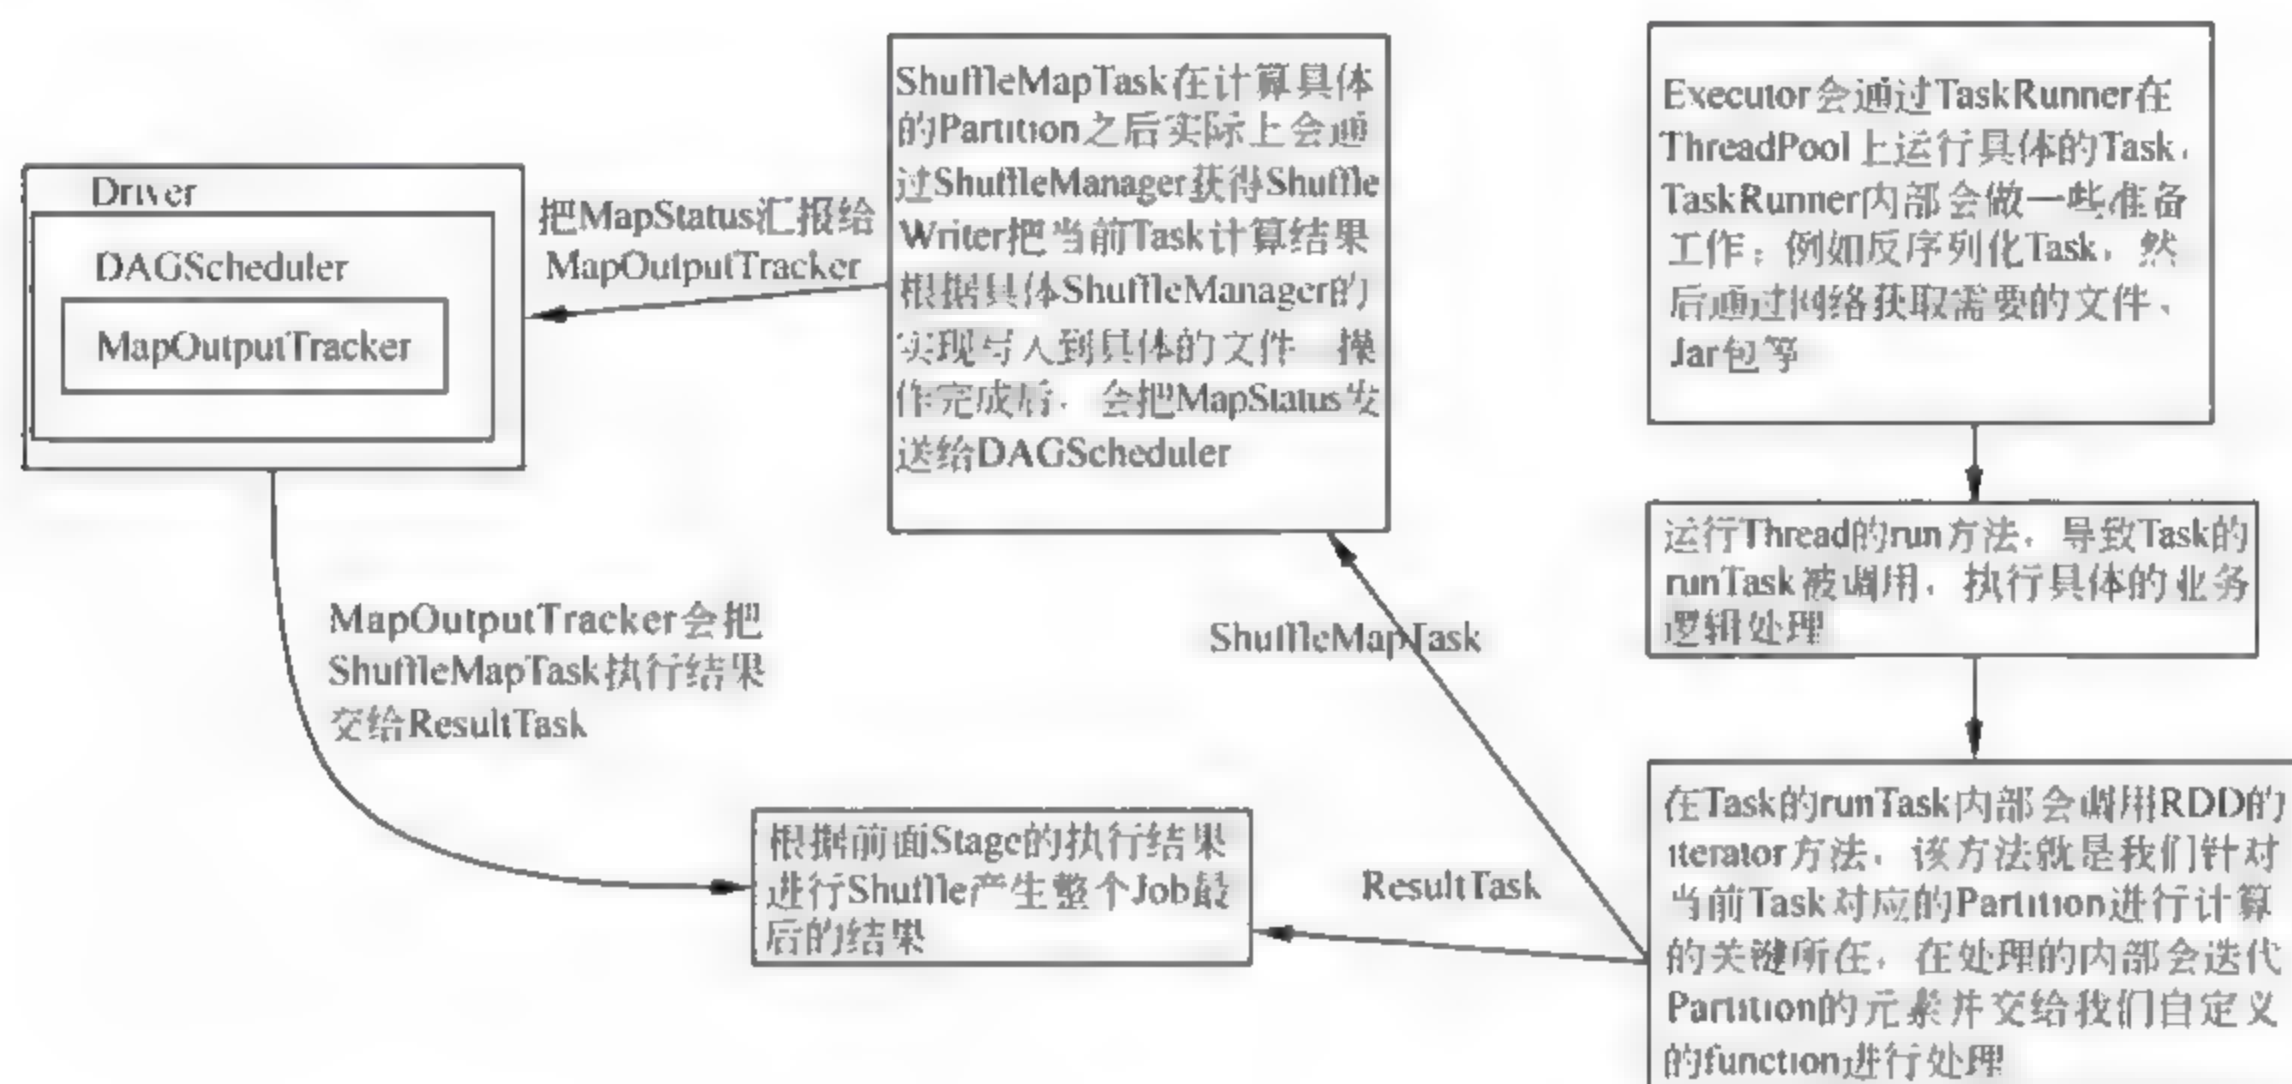 Driver
DAGScheduler
MapOutputTracker
把MapStatus汇报给
MapOutputTracker
ShuffleMapTask在计算具体
的Partition之后实际上会通
过ShuffleManager获得Shuffle
Writer把当前Task计算结果
根据具体ShuffleManager的
实现写入到具体的文件 操
作完成后，会把MapStatus发
送给DAGScheduler
Executor会通过TaskRunner在
ThreadPool上运行具体的Task，
TaskRunner内部会做一些准备
工作：例如反序列化Task，然
后通过网络获取需要的文件、
Jar包等
运行Thread的run方法，导致Task的
runTask被调用，执行具体的业务
逻辑处理
在Task的runTask内部会调用RDD的
iterator方法，该方法就是我们针对
当前Task对应的Partition进行计算
的关键所在，在处理的内部会迭代
Partition的元素并交给我们自定义
的function进行处理
ShuffleMapTask
ResultTask
MapOutputTracker会把
ShuffleMapTask执行结果
交给ResultTask
根据前面Stage的执行结果
进行Shuffle产生整个Job最
后的结果